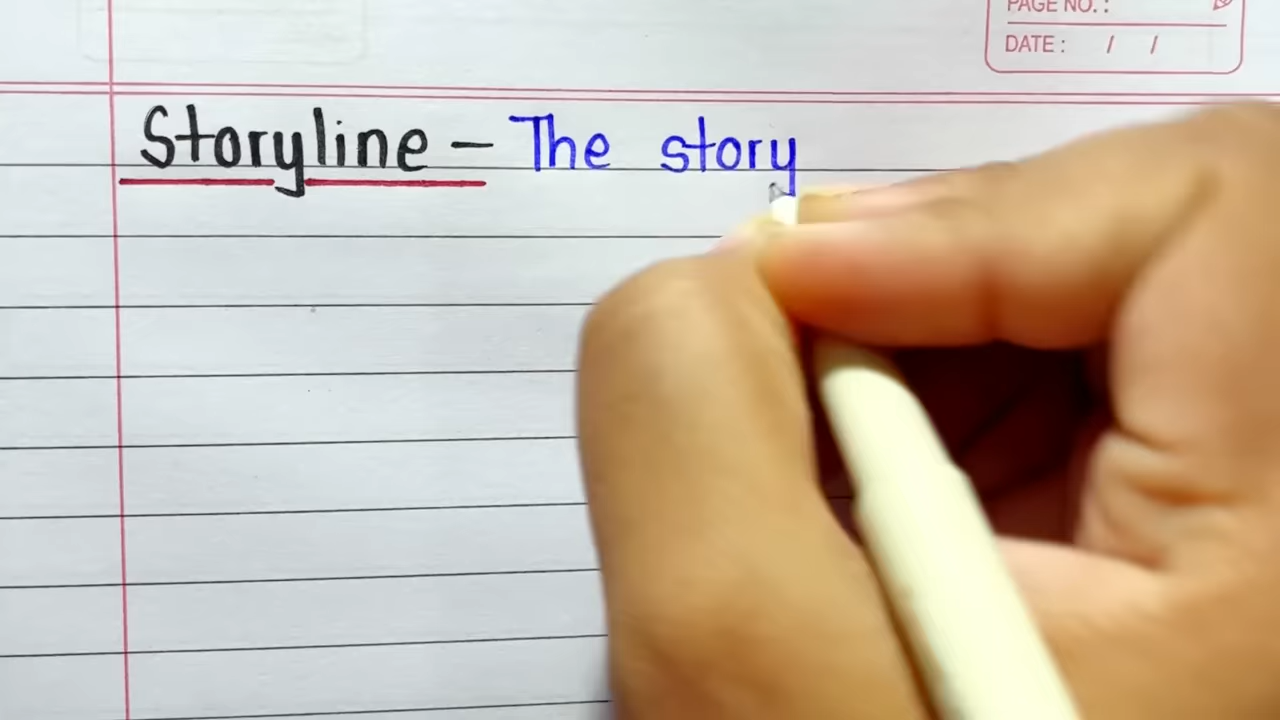 PAGE NO. :
DATE : / /
Storyline – The story